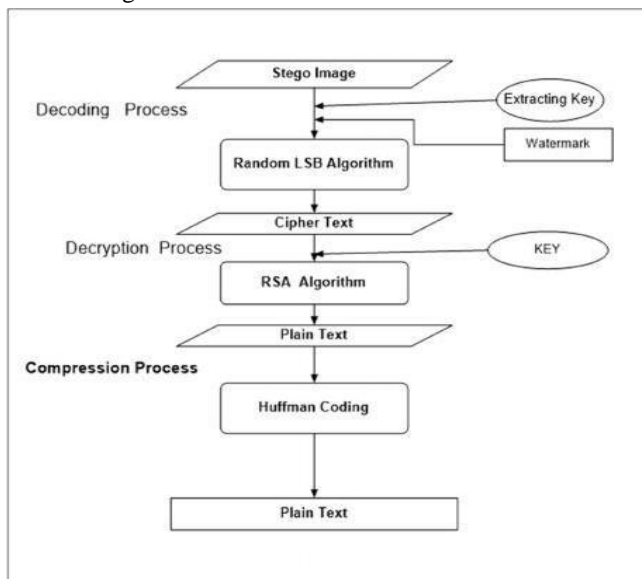 Stego Image
Extracting Key
Decoding Process
Watermark
Random LSB Algorithm
Cipher Text
Decryption Process
KEY
RSA Algorithm
Plain Text
Compression Process
Huffman Coding
Plain Text